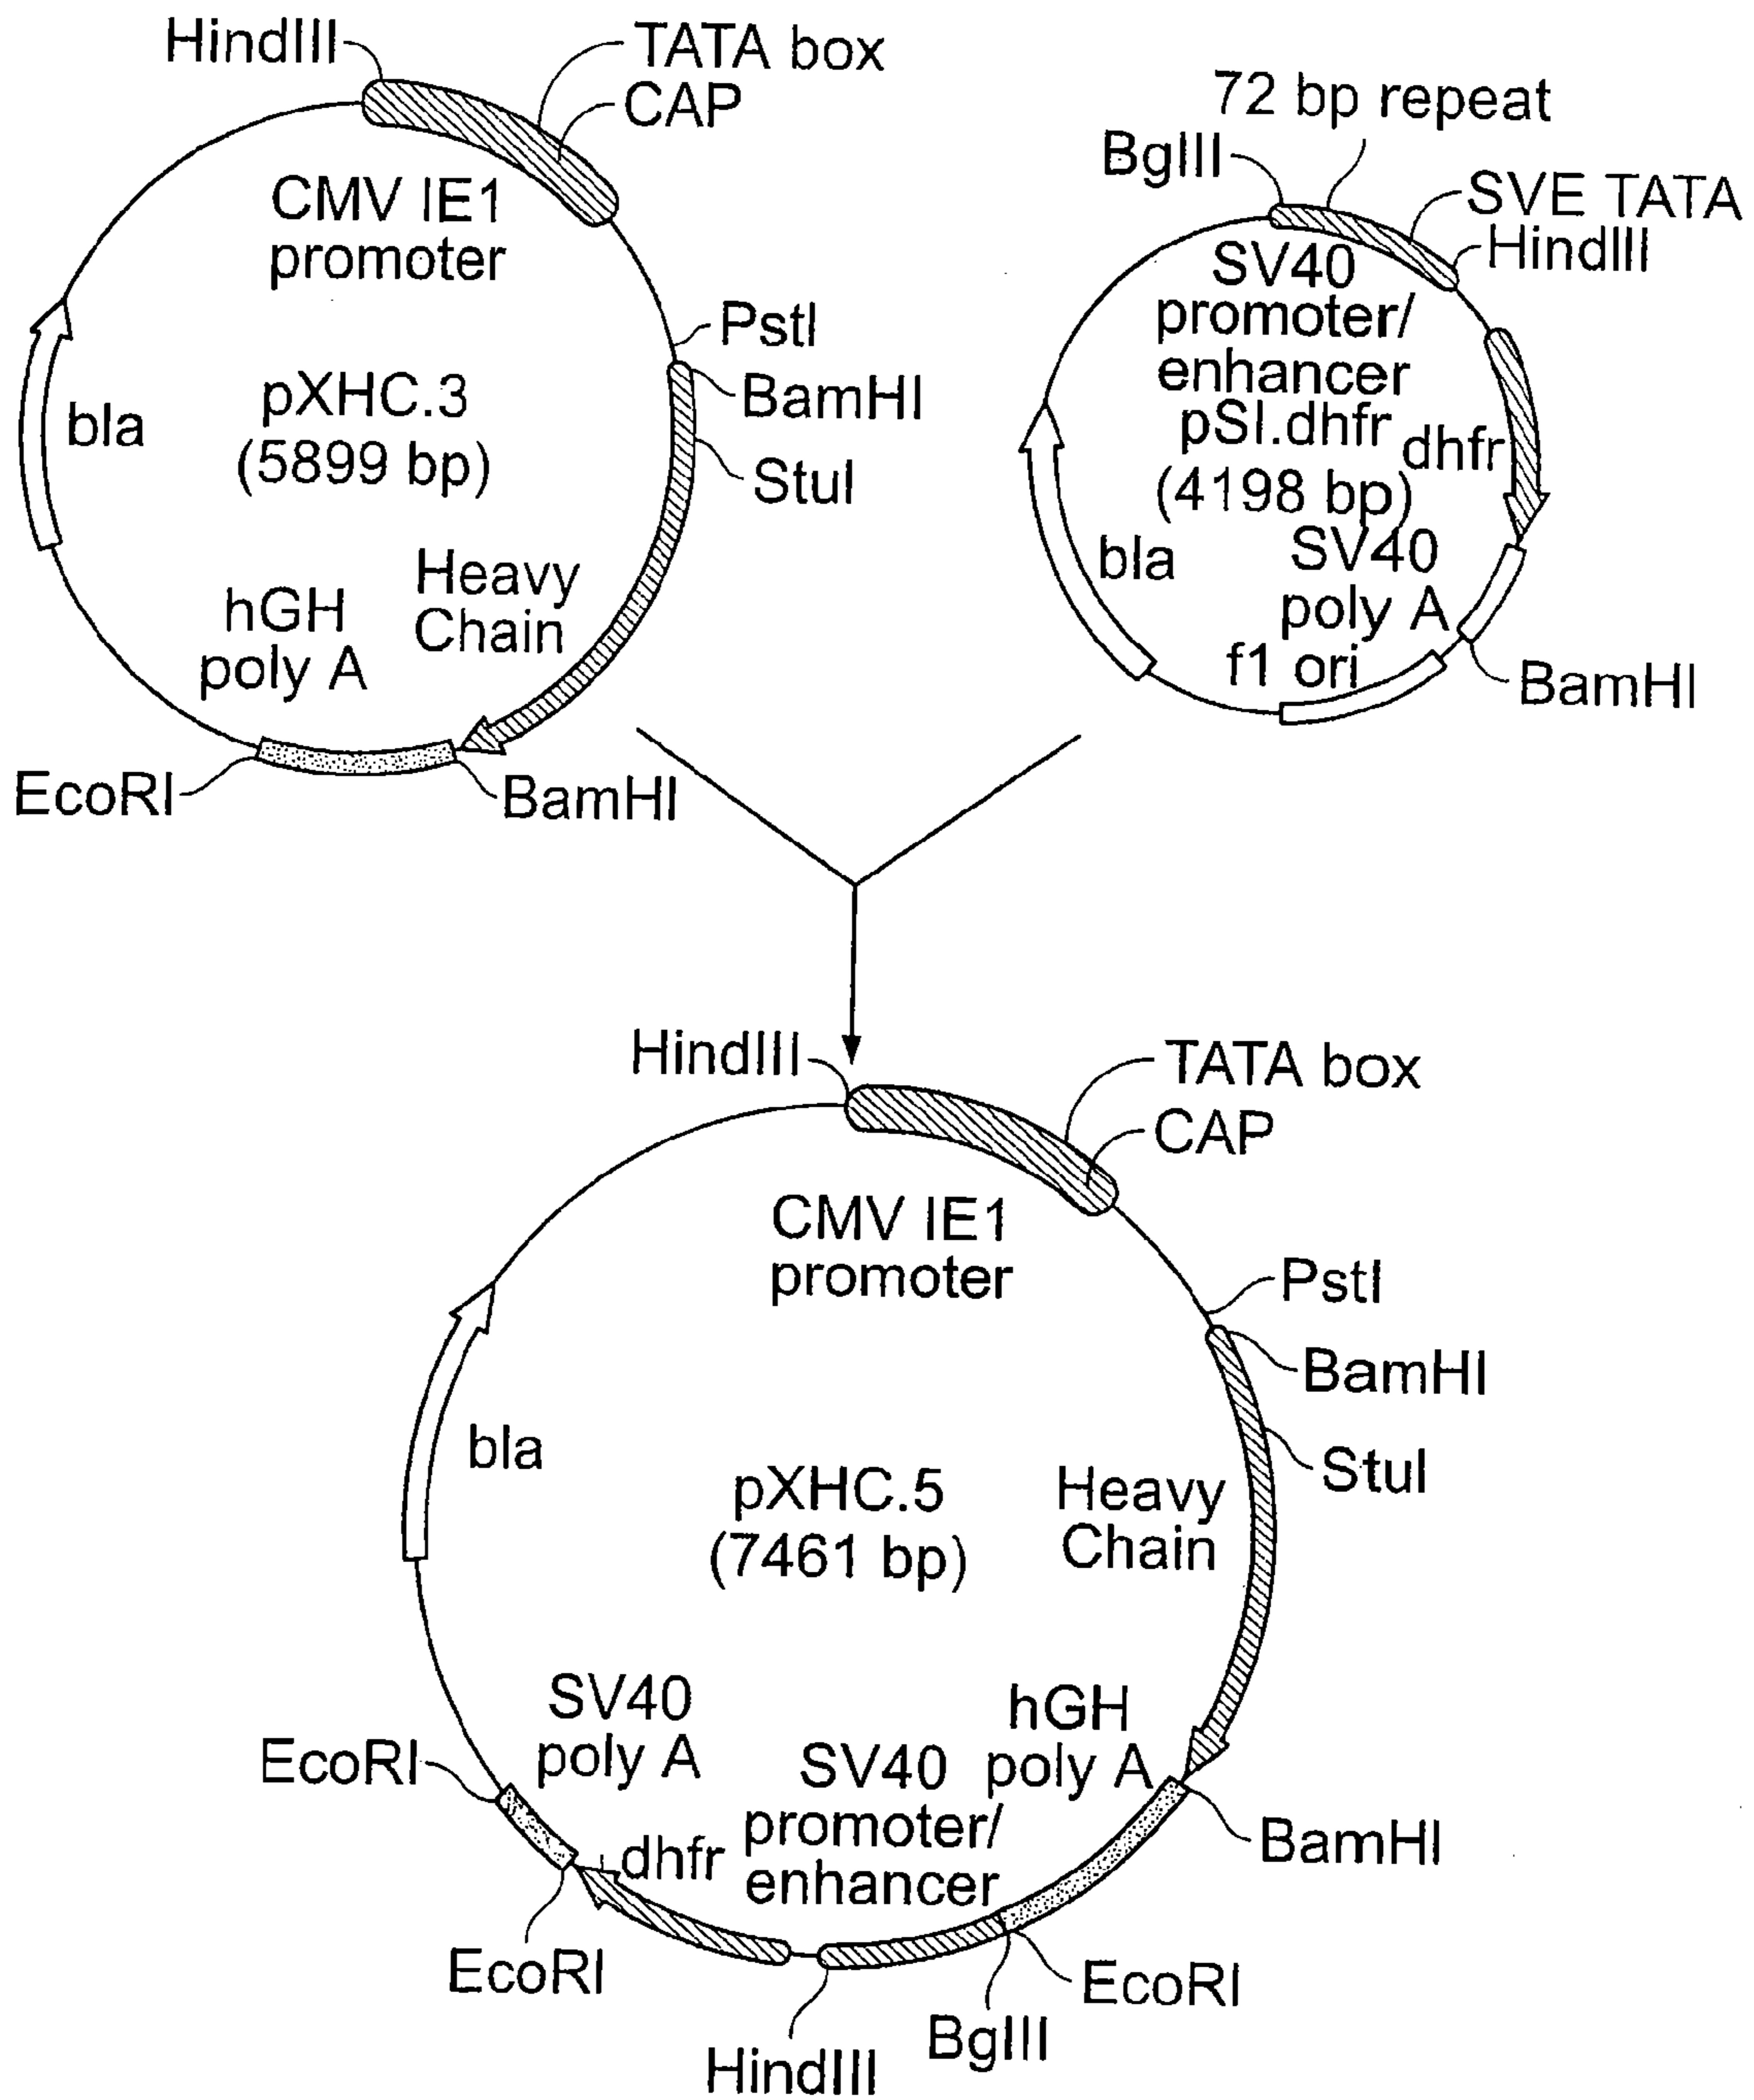 HindIII
TATA box
CAP
CMV IE1
promoter
PstI
BamHI
StuI
pXHC.3
(5899 bp)
bla
Heavy
Chain
hGH
poly A
EcoRI
BamHI
72 bp repeat
BglII
SVE TATA
HindIII
SV40
promoter/
enhancer
pSI.dhfr
(4198 bp)
dhfr
SV40
poly A
f1 ori
bla
BamHI
HindIII
TATA box
CAP
CMV IE1
promoter
PstI
BamHI
StuI
bla
pXHC.5
(7461 bp)
Heavy
Chain
SV40
poly A
EcoRI
SV40
promoter/
enhancer
hGH
poly A
BamHI
dhfr
EcoRI
EcoRI
BglII
HindIII